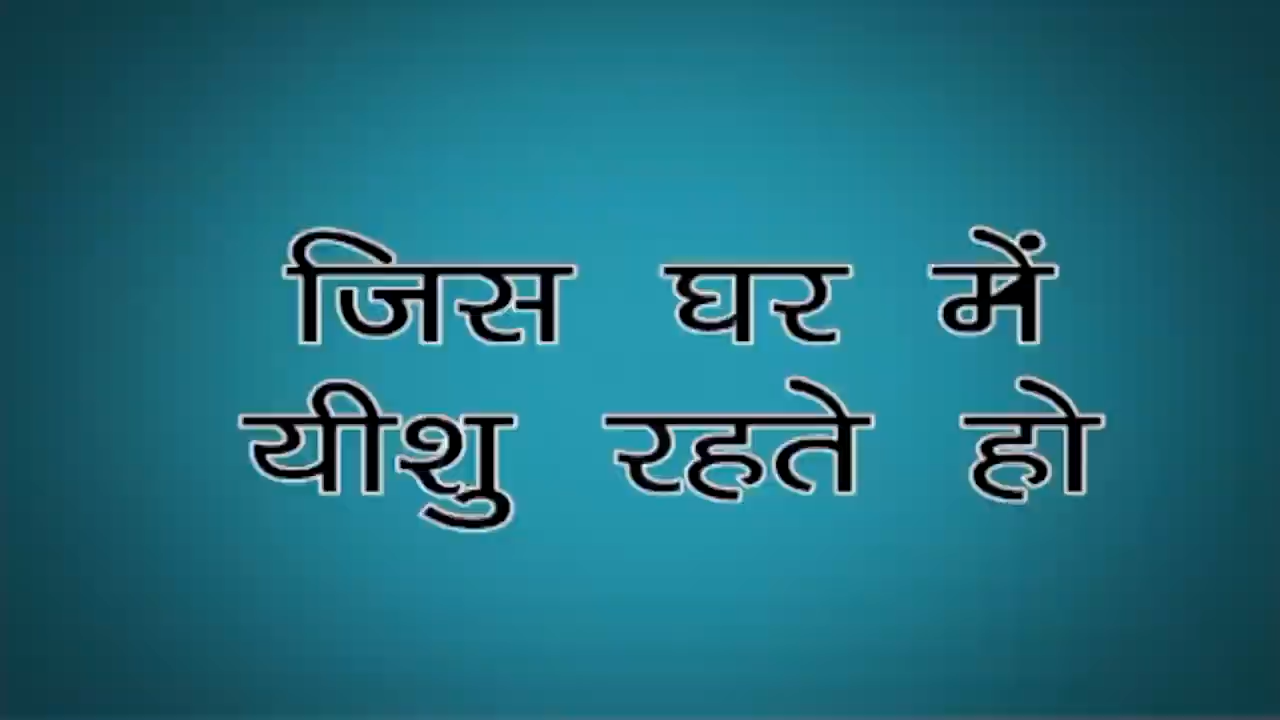 जिस घर में
यीशु रहते हो